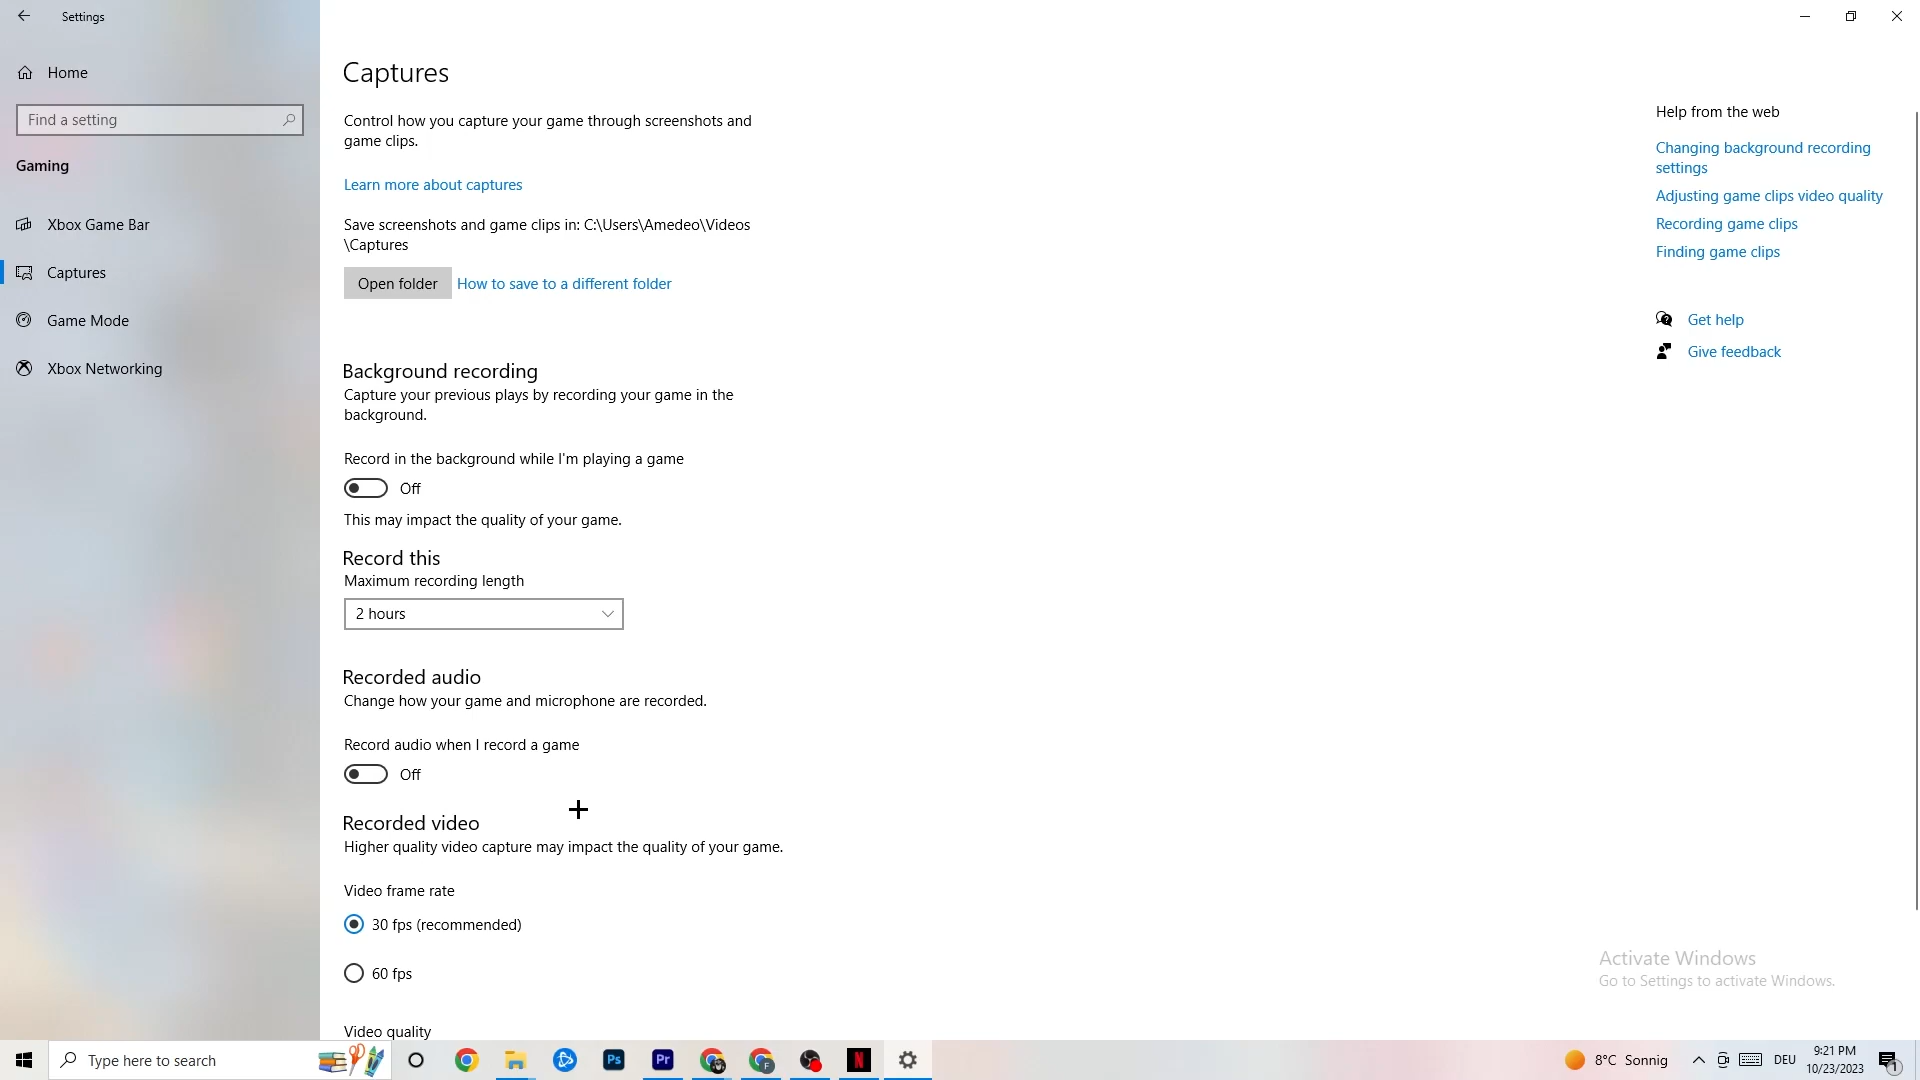 Settings
Home
Find a setting
Gaming
Xbox Game Bar
Captures
Game Mode
Xbox Networking
Captures
Control how you capture your game through screenshots and
game clips.
Learn more about captures
Save screenshots and game clips in: C:\Users\Amedeo\Videos
\Captures
Open folder
How to save to a different folder
Background recording
Capture your previous plays by recording your game in the
background.
Record in the background while I'm playing a game
Off
This may impact the quality of your game.
Record this
Maximum recording length
2 hours
Recorded audio
Change how your game and microphone are recorded.
Record audio when I record a game
Off
Recorded video
Higher quality video capture may impact the quality of your game.
Video frame rate
30 fps (recommended)
60 fps
Video quality
Help from the web
Changing background recording
settings
Adjusting game clips video quality
Recording game clips
Finding game clips
Get help
Give feedback
Activate Windows
Go to Settings to activate Windows.
Type here to search
Ps
Pr
F
N
8°C Sonnig
DEU
9:21 PM
10/23/2023
1